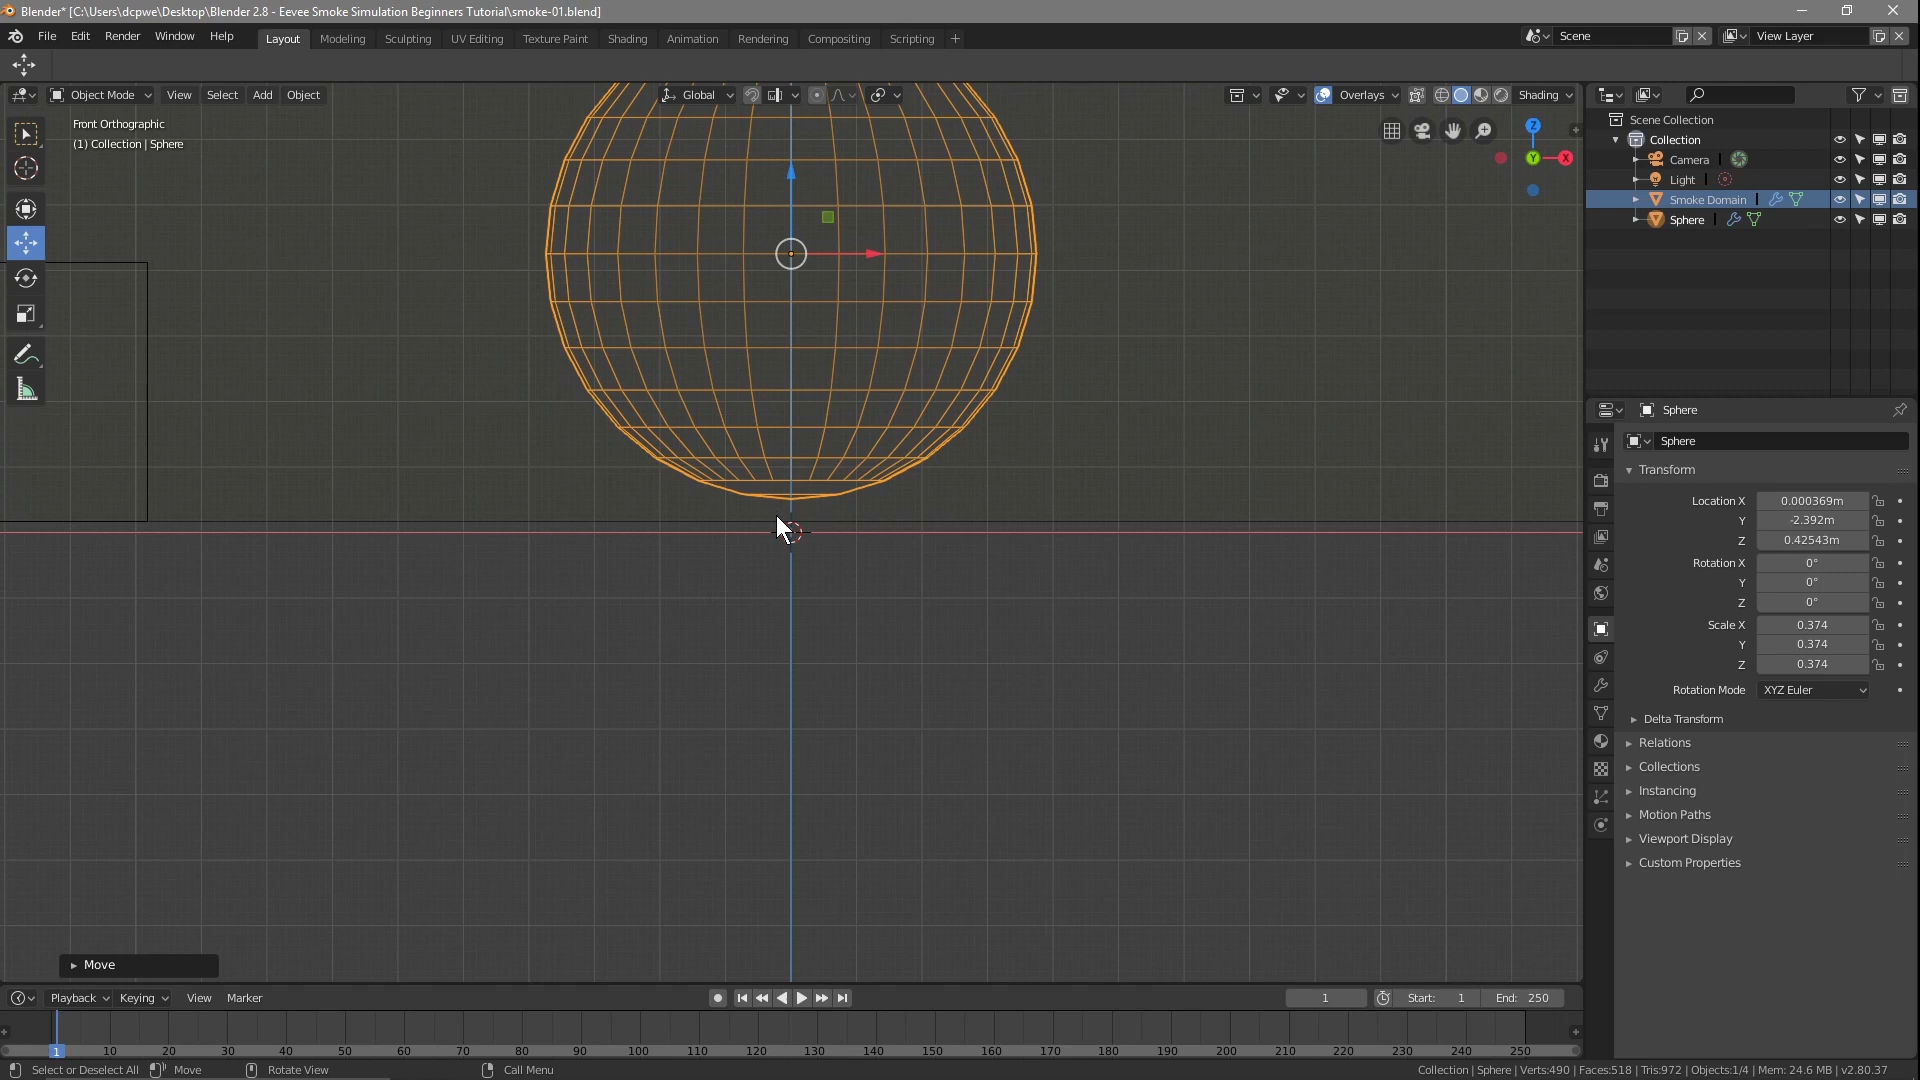 Blender* [C:\Users\dcpwe\Desktop\Blender 2.8 - Eevee Smoke Simulation Beginners Tutorial\smoke-01.blend]
File Edit Render Window Help Layout Modeling Sculpting UV Editing Texture Paint Shading Animation Rendering Compositing Scripting + Scene View Layer
Object Mode View Select Add Object Global Overlays Shading
Front Orthographic
(1) Collection | Sphere
Z
Y
X
Scene Collection
Collection
Camera
Light
Smoke Domain
Sphere
Sphere
Sphere
Transform
Location X 0.000369m
Y -2.392m
Z 0.42543m
Rotation X 0°
Y 0°
Z 0°
Scale X 0.374
Y 0.374
Z 0.374
Rotation Mode XYZ Euler
Delta Transform
Relations
Collections
Instancing
Motion Paths
Viewport Display
Custom Properties
Move
Playback Keying View Marker 1 Start: 1 End: 250
1 10 20 30 40 50 60 70 80 90 100 110 120 130 140 150 160 170 180 190 200 210 220 230 240 250
Select or Deselect All Move Rotate View Call Menu Collection | Sphere | Verts:490 | Faces:518 | Tris:972 | Objects:1/4 | Mem: 24.6 MB | v2.80.37